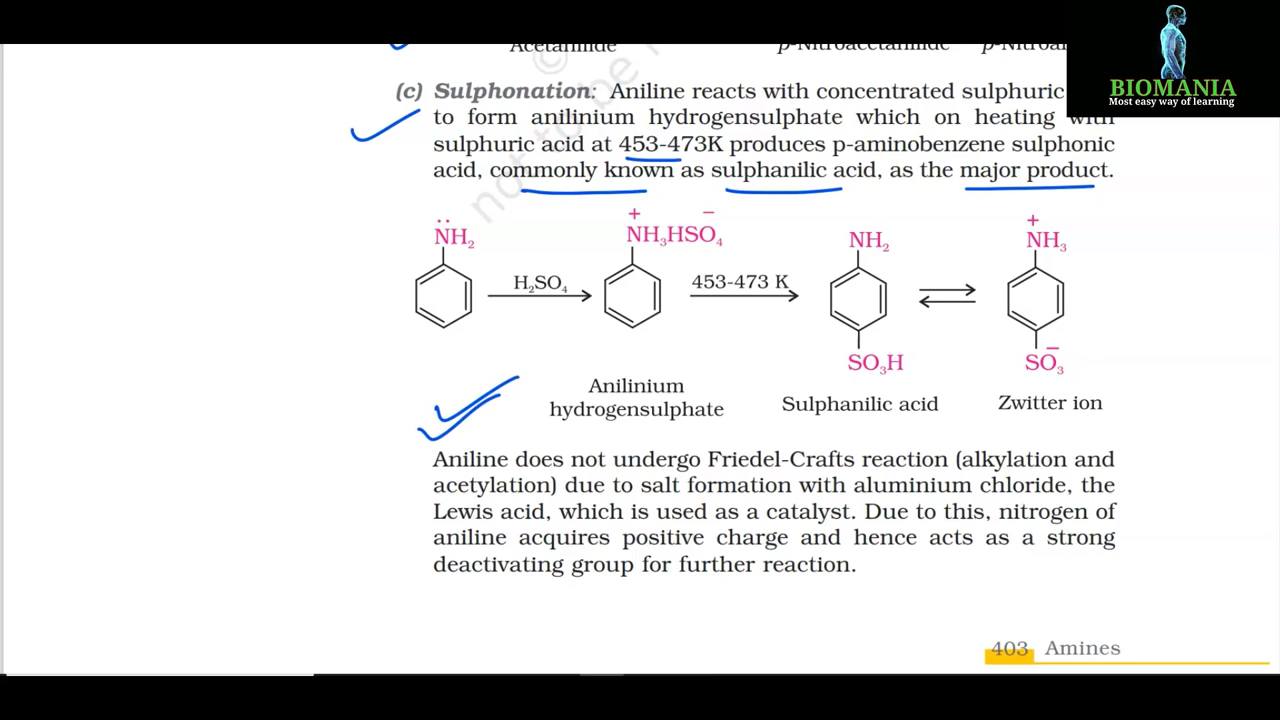 BIOMANIA
Most easy way of learning
Acetanilide p-Nitroacetanilide
(c) Sulphonation: Aniline reacts with concentrated sulphuric
to form anilinium hydrogensulphate which on heating with
sulphuric acid at 453-473K produces p-aminobenzene sulphonic
acid, commonly known as sulphanilic acid, as the major product.
not to be
©
NH2 + NH3HSO4 − NH2 + NH3
H2SO4 453-473 K
SO3H SO3 −
Anilinium
hydrogensulphate Sulphanilic acid Zwitter ion
Aniline does not undergo Friedel-Crafts reaction (alkylation and
acetylation) due to salt formation with aluminium chloride, the
Lewis acid, which is used as a catalyst. Due to this, nitrogen of
aniline acquires positive charge and hence acts as a strong
deactivating group for further reaction.
403 Amines